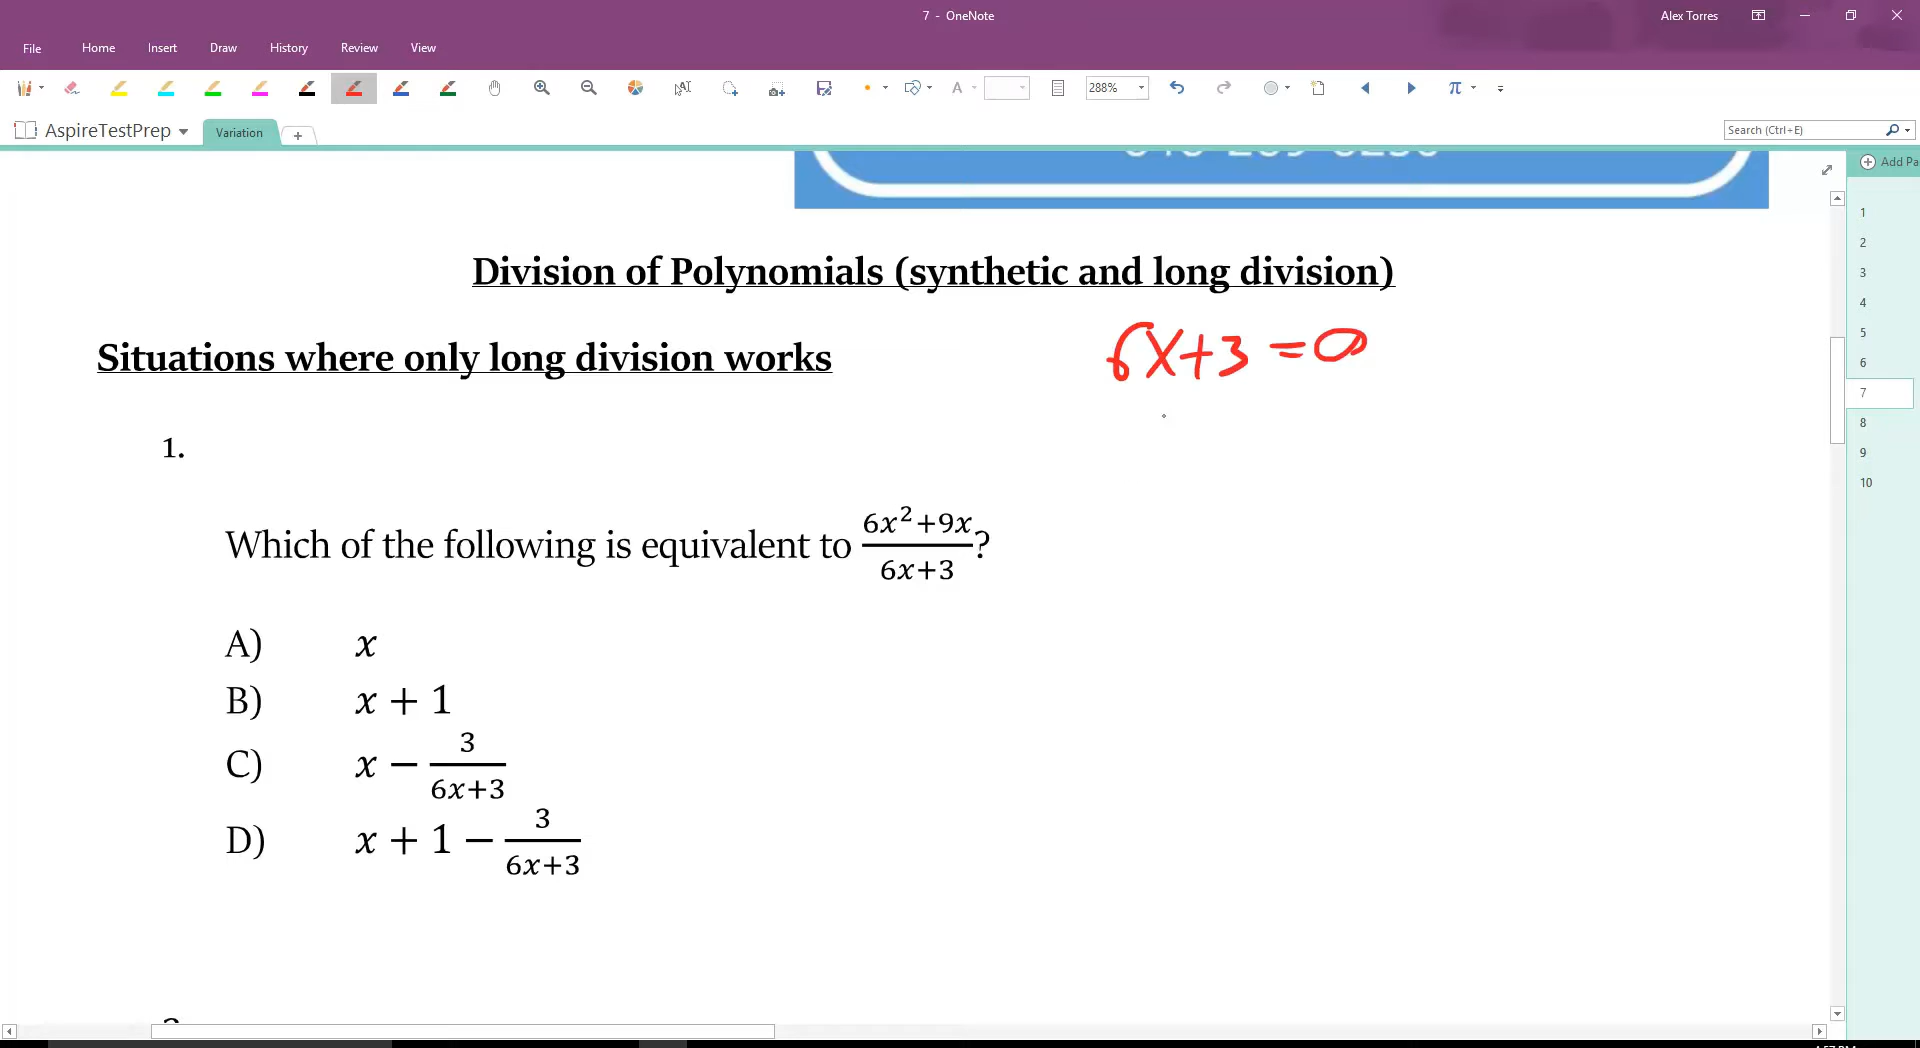 7 - OneNote
Alex Torres
File Home Insert Draw History Review View
288%
AspireTestPrep
Variation
Search (Ctrl+E)
Add Pa
Division of Polynomials (synthetic and long division)
6x+3 = 0
Situations where only long division works
1.
Which of the following is equivalent to (6x²+9x)/(6x+3)?
A) x
B) x + 1
C) x − 3/(6x+3)
D) x + 1 − 3/(6x+3)
1
2
3
4
5
6
7
8
9
10